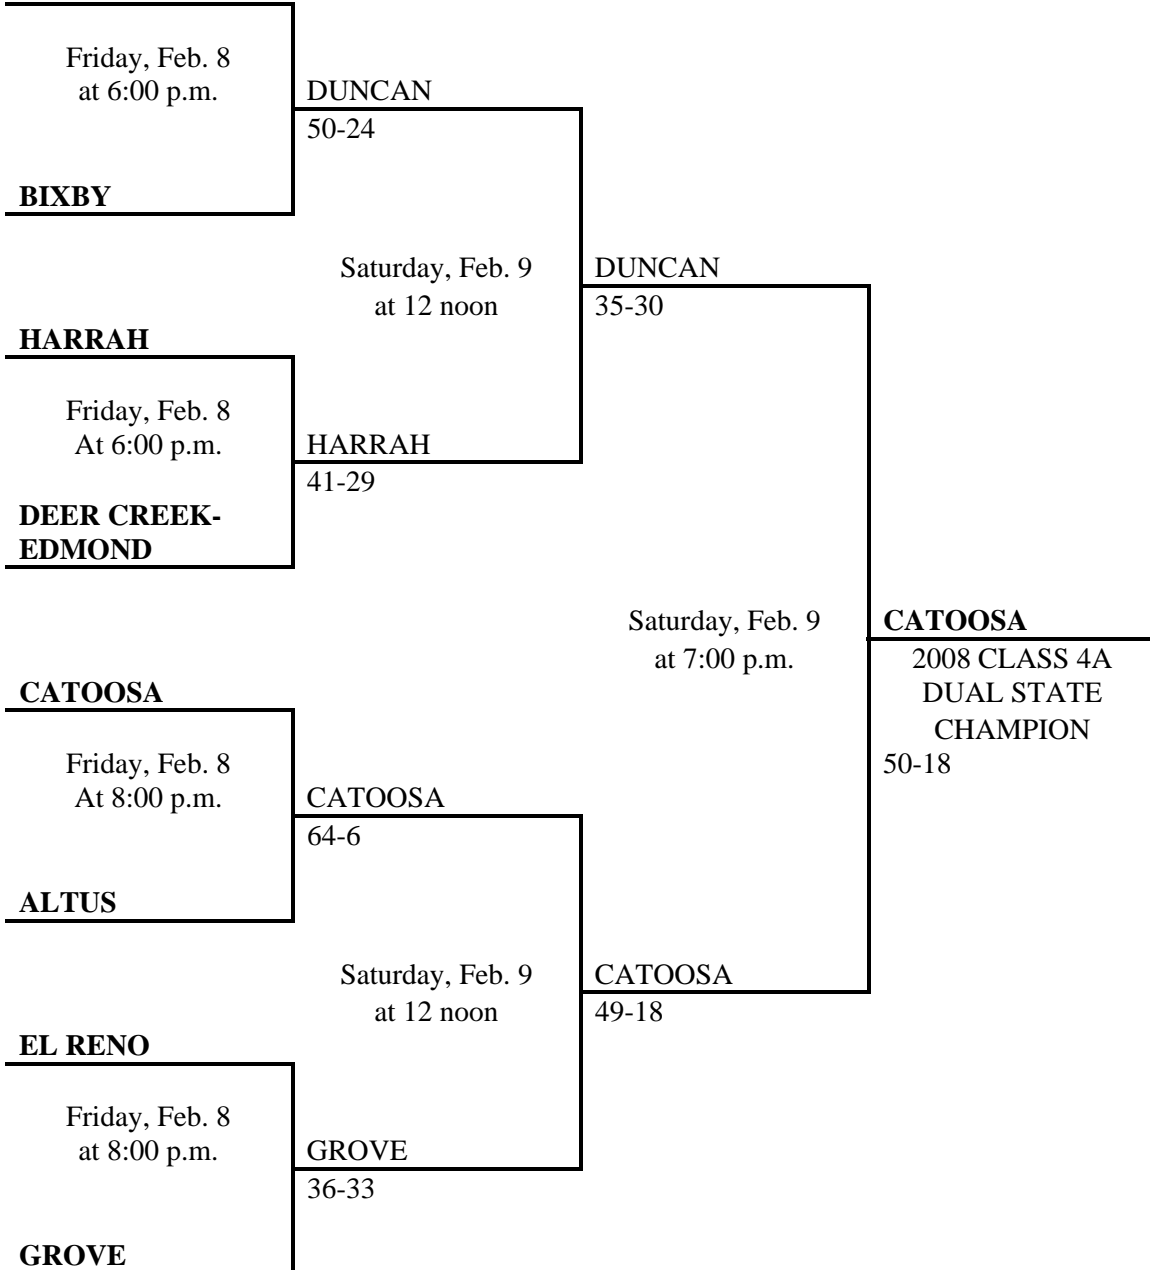 Friday, Feb. 8
at 6:00 p.m.
DUNCAN
50-24
BIXBY
Saturday, Feb. 9
at 12 noon
DUNCAN
35-30
HARRAH
Friday, Feb. 8
At 6:00 p.m.
HARRAH
41-29
DEER CREEK-
EDMOND
Saturday, Feb. 9
at 7:00 p.m.
CATOOSA
2008 CLASS 4A
DUAL STATE
CHAMPION
50-18
CATOOSA
Friday, Feb. 8
At 8:00 p.m.
CATOOSA
64-6
ALTUS
Saturday, Feb. 9
at 12 noon
CATOOSA
49-18
EL RENO
Friday, Feb. 8
at 8:00 p.m.
GROVE
36-33
GROVE